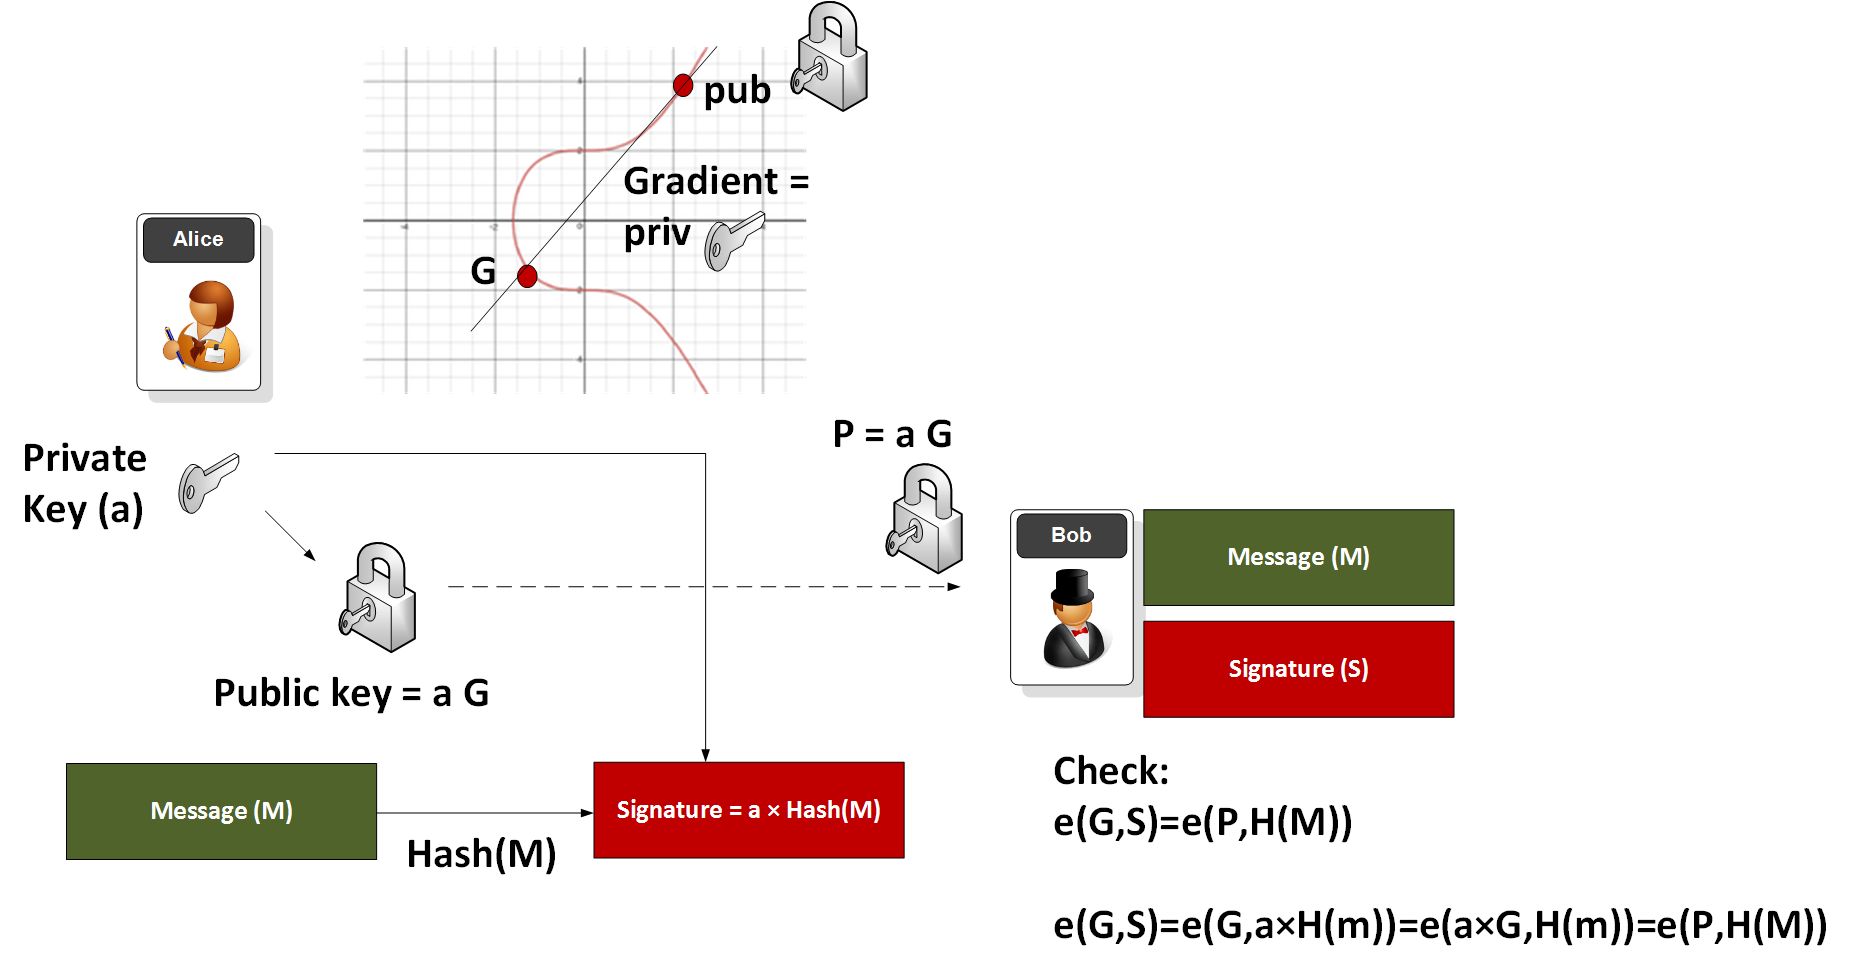 pub
Gradient =
priv
G
Alice
P = a G
Private
Key (a)
Bob
Message (M)
Signature (S)
Public key = a G
Message (M)
Hash(M)
Signature = a × Hash(M)
Check:
e(G,S)=e(P,H(M))
e(G,S)=e(G,a×H(m))=e(a×G,H(m))=e(P,H(M))